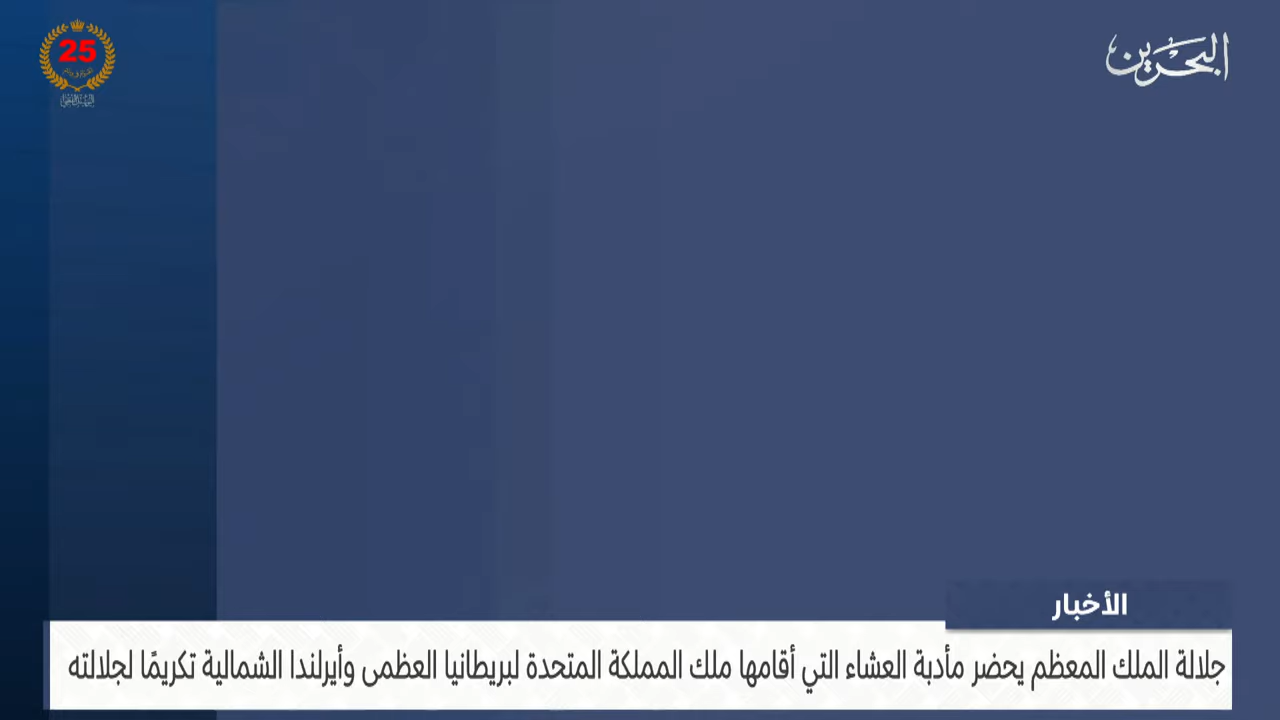 البحرين
25
الأخبار
جلالة الملك المعظم يحضر مأدبة العشاء التي أقامها ملك المملكة المتحدة لبريطانيا العظمى وأيرلندا الشمالية تكريمًا لجلالته